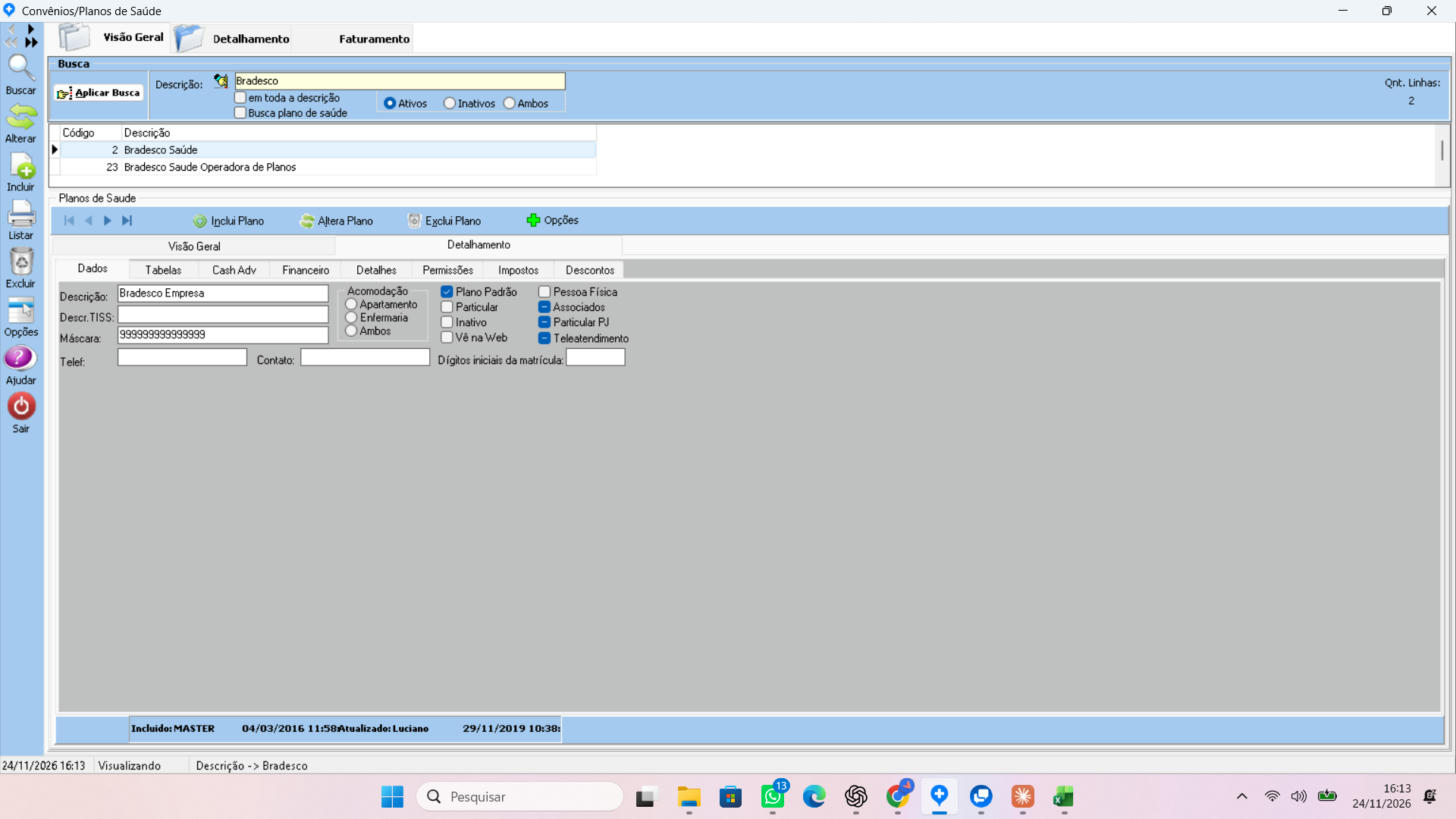 Convênios/Planos de Saúde
Visão Geral
Detalhamento
Faturamento
Busca
Buscar
Aplicar Busca
Descrição:
Bradesco
em toda a descrição
Busca plano de saúde
Ativos
Inativos
Ambos
Qnt. Linhas:
2
Alterar
Código
Descrição
2 Bradesco Saúde
23 Bradesco Saude Operadora de Planos
Incluir
Planos de Saude
Inclui Plano
Altera Plano
Exclui Plano
Opções
Listar
Visão Geral
Detalhamento
Dados
Tabelas
Cash Adv
Financeiro
Detalhes
Permissões
Impostos
Descontos
Excluir
Descrição:
Bradesco Empresa
Descr.TISS:
Máscara:
999999999999999
Telef:
Contato:
Dígitos iniciais da matrícula:
Acomodação
Apartamento
Enfermaria
Ambos
Plano Padrão
Particular
Inativo
Vê na Web
Pessoa Física
Associados
Particular PJ
Teleatendimento
Opções
Ajudar
Sair
Incluido: MASTER
04/03/2016 11:58:
Atualizado: Luciano
29/11/2019 10:38:
24/11/2026 16:13
Visualizando
Descrição -> Bradesco
Pesquisar
13
16:13
24/11/2026